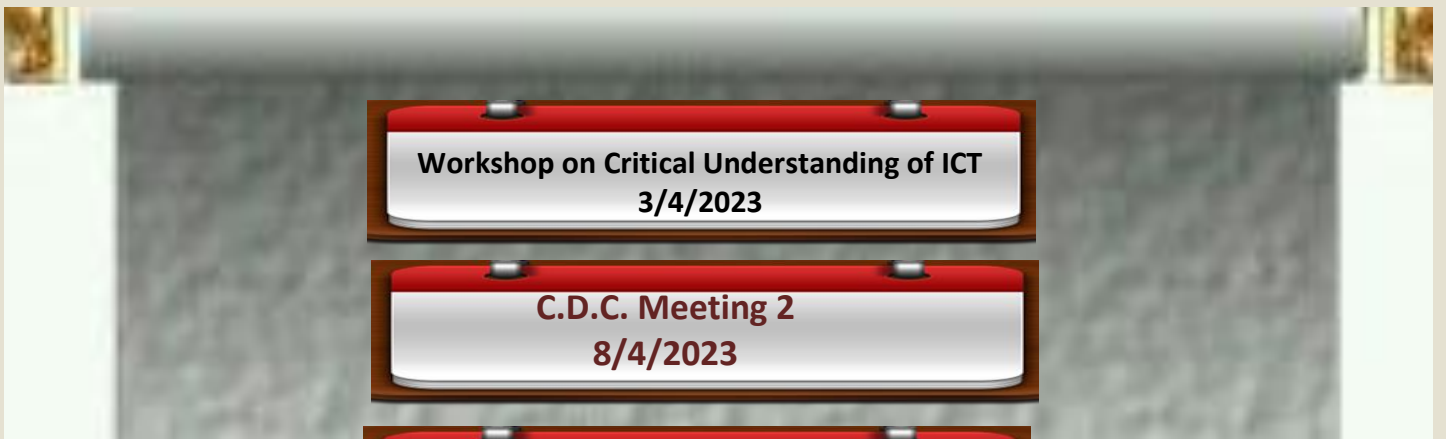 Workshop on Critical Understanding of ICT
3/4/2023
C.D.C. Meeting 2
8/4/2023